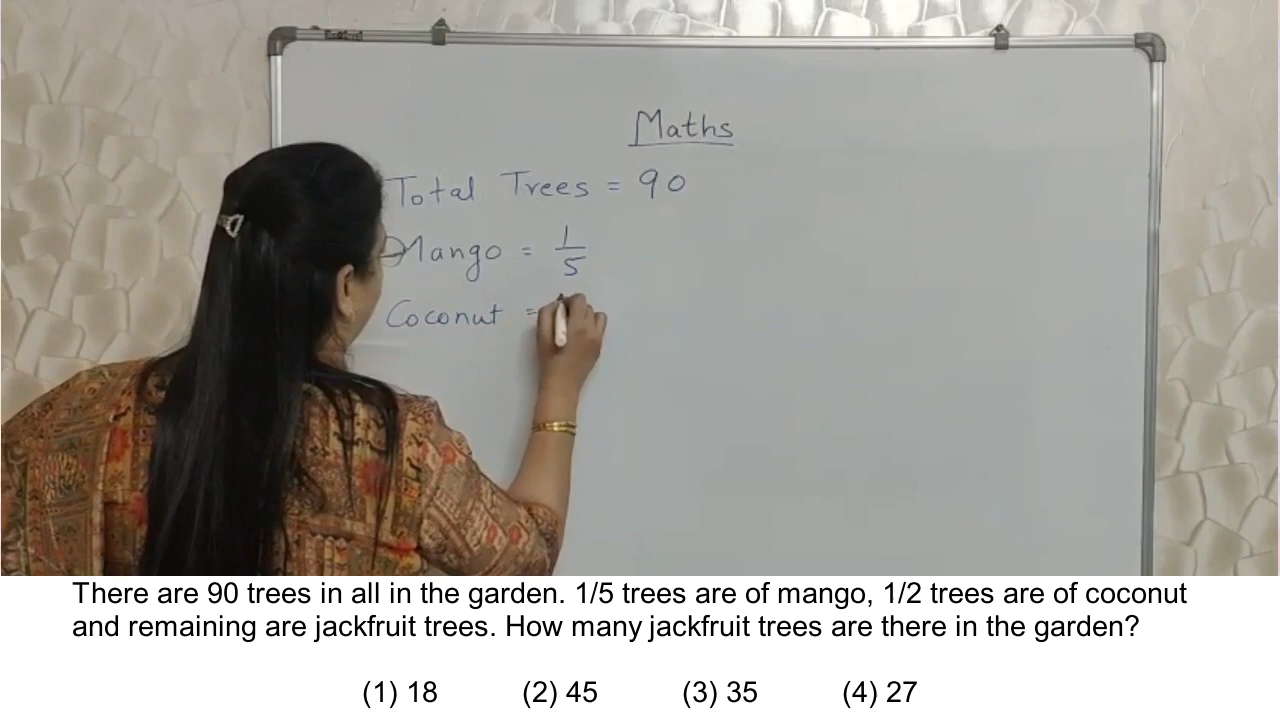 Maths
Total Trees = 90
Mango = 1/5
Coconut =
There are 90 trees in all in the garden. 1/5 trees are of mango, 1/2 trees are of coconut
and remaining are jackfruit trees. How many jackfruit trees are there in the garden?
(1) 18 (2) 45 (3) 35 (4) 27